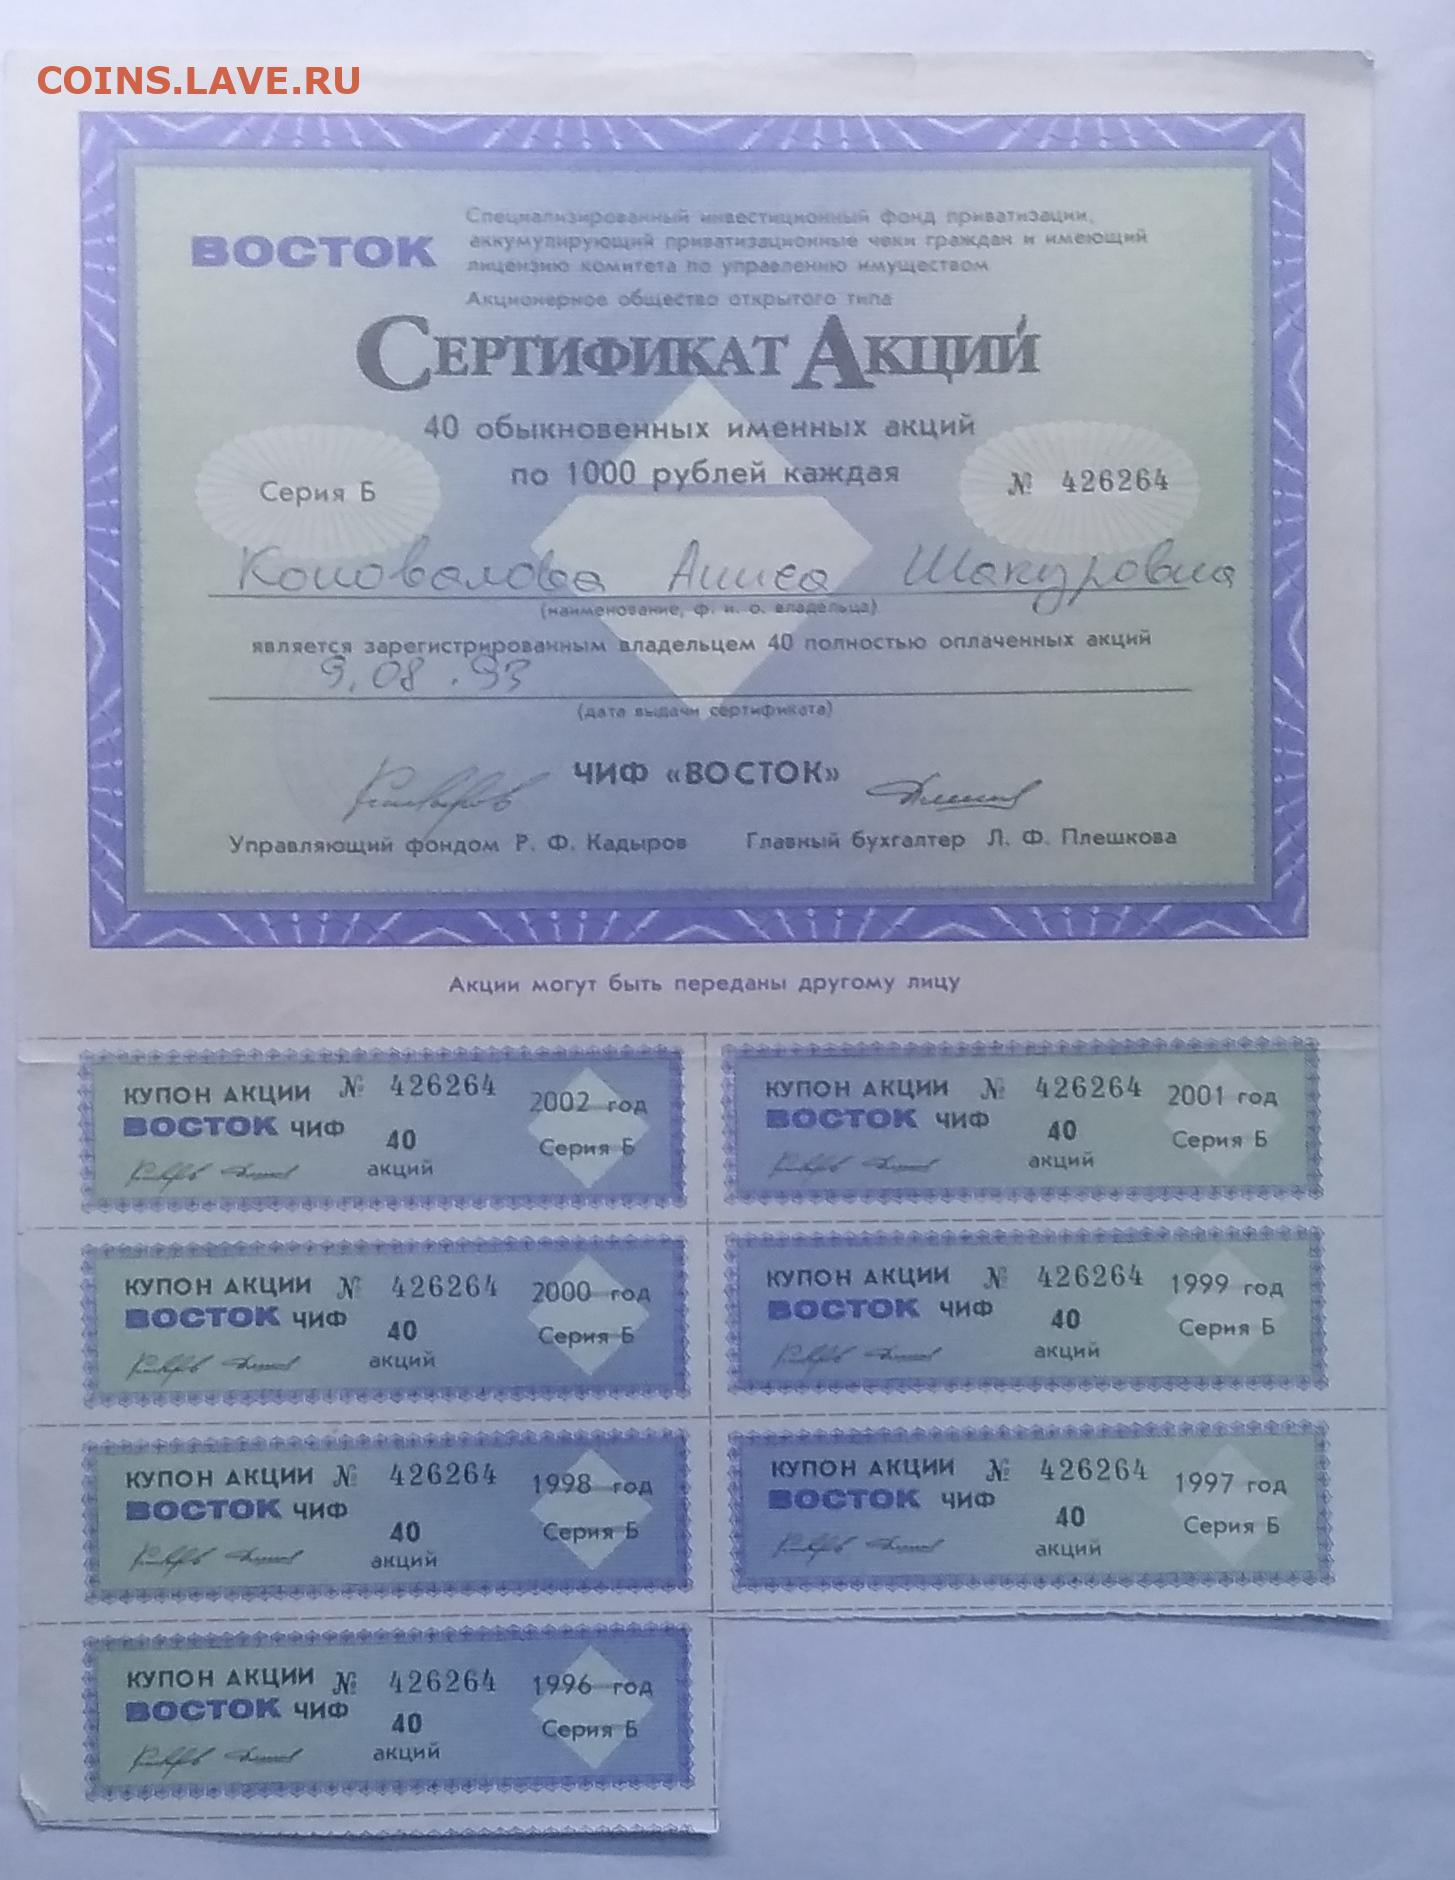 COINS.LAVE.RU
ВОСТОК
Специализированный инвестиционный фонд приватизации,
аккумулирующий приватизационные чеки граждан и имеющий
лицензию комитета по управлению имуществом
Акционерное общество открытого типа
Сертификат Акций
40 обыкновенных именных акций
по 1000 рублей каждая
Серия Б
№ 426264
Коновалова Аниса Шакуровна
(наименование, ф. и. о. владельца)
является зарегистрированным владельцем 40 полностью оплаченных акций
9.08.93
(дата выдачи сертификата)
ЧИФ «ВОСТОК»
Управляющий фондом Р. Ф. Кадыров
Главный бухгалтер Л. Ф. Плешкова
Акции могут быть переданы другому лицу
КУПОН АКЦИИ № 426264 2002 год
ВОСТОК ЧИФ 40 Серия Б
акций
КУПОН АКЦИИ № 426264 2001 год
ВОСТОК ЧИФ 40 Серия Б
акций
КУПОН АКЦИИ № 426264 2000 год
ВОСТОК ЧИФ 40 Серия Б
акций
КУПОН АКЦИИ № 426264 1999 год
ВОСТОК ЧИФ 40 Серия Б
акций
КУПОН АКЦИИ № 426264 1998 год
ВОСТОК ЧИФ 40 Серия Б
акций
КУПОН АКЦИИ № 426264 1997 год
ВОСТОК ЧИФ 40 Серия Б
акций
КУПОН АКЦИИ № 426264 1996 год
ВОСТОК ЧИФ 40 Серия Б
акций